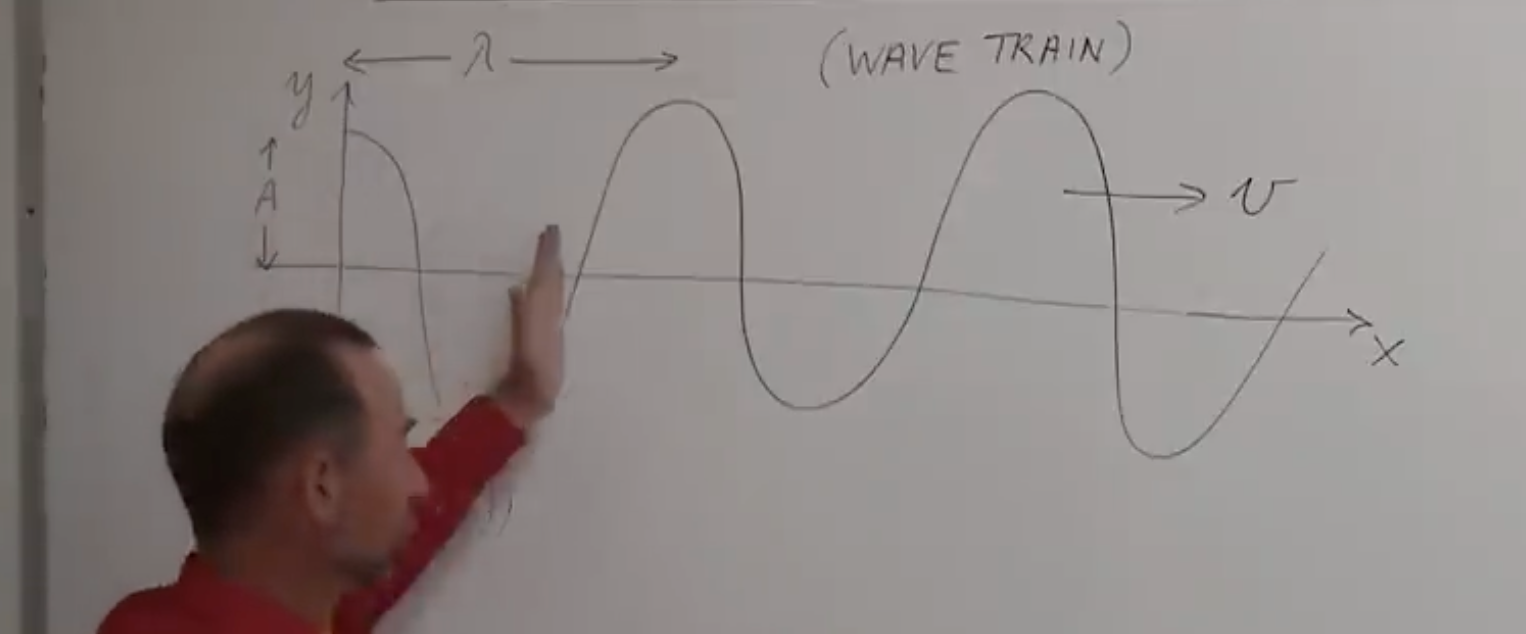 λ
(WAVE TRAIN)
y
A
v
x